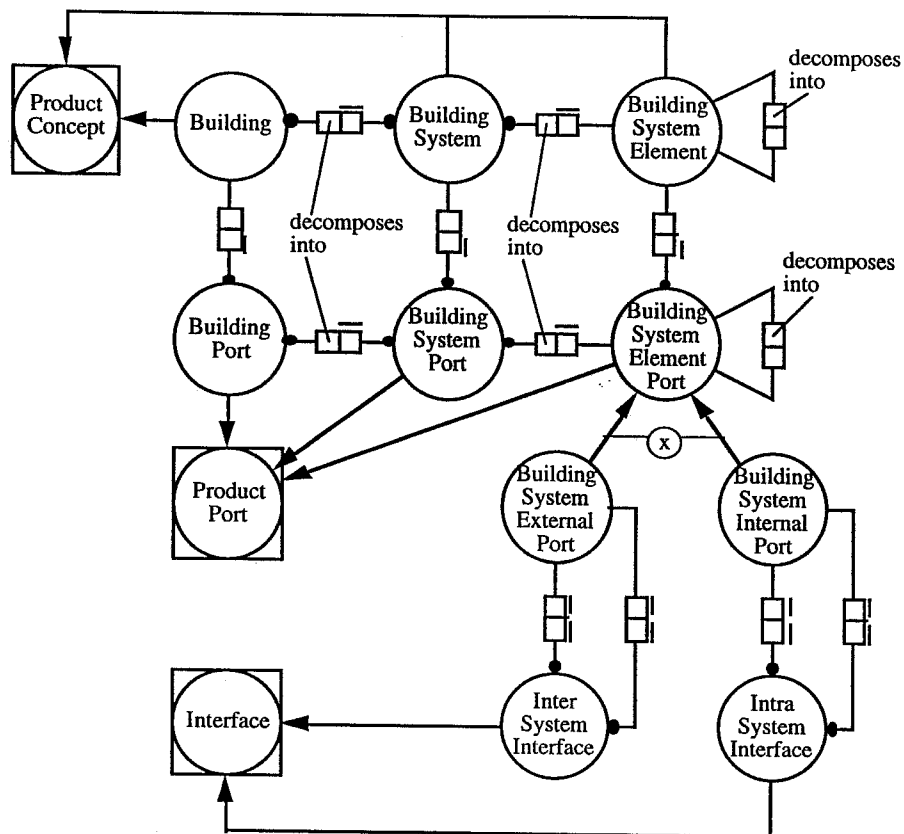 decomposes
into
Product
Concept
Building
Building
System
Building
System
Element
decomposes
into
decomposes
into
decomposes
into
Building
Port
Building
System
Port
Building
System
Element
Port
x
Product
Port
Building
System
External
Port
Building
System
Internal
Port
Interface
Inter
System
Interface
Intra
System
Interface